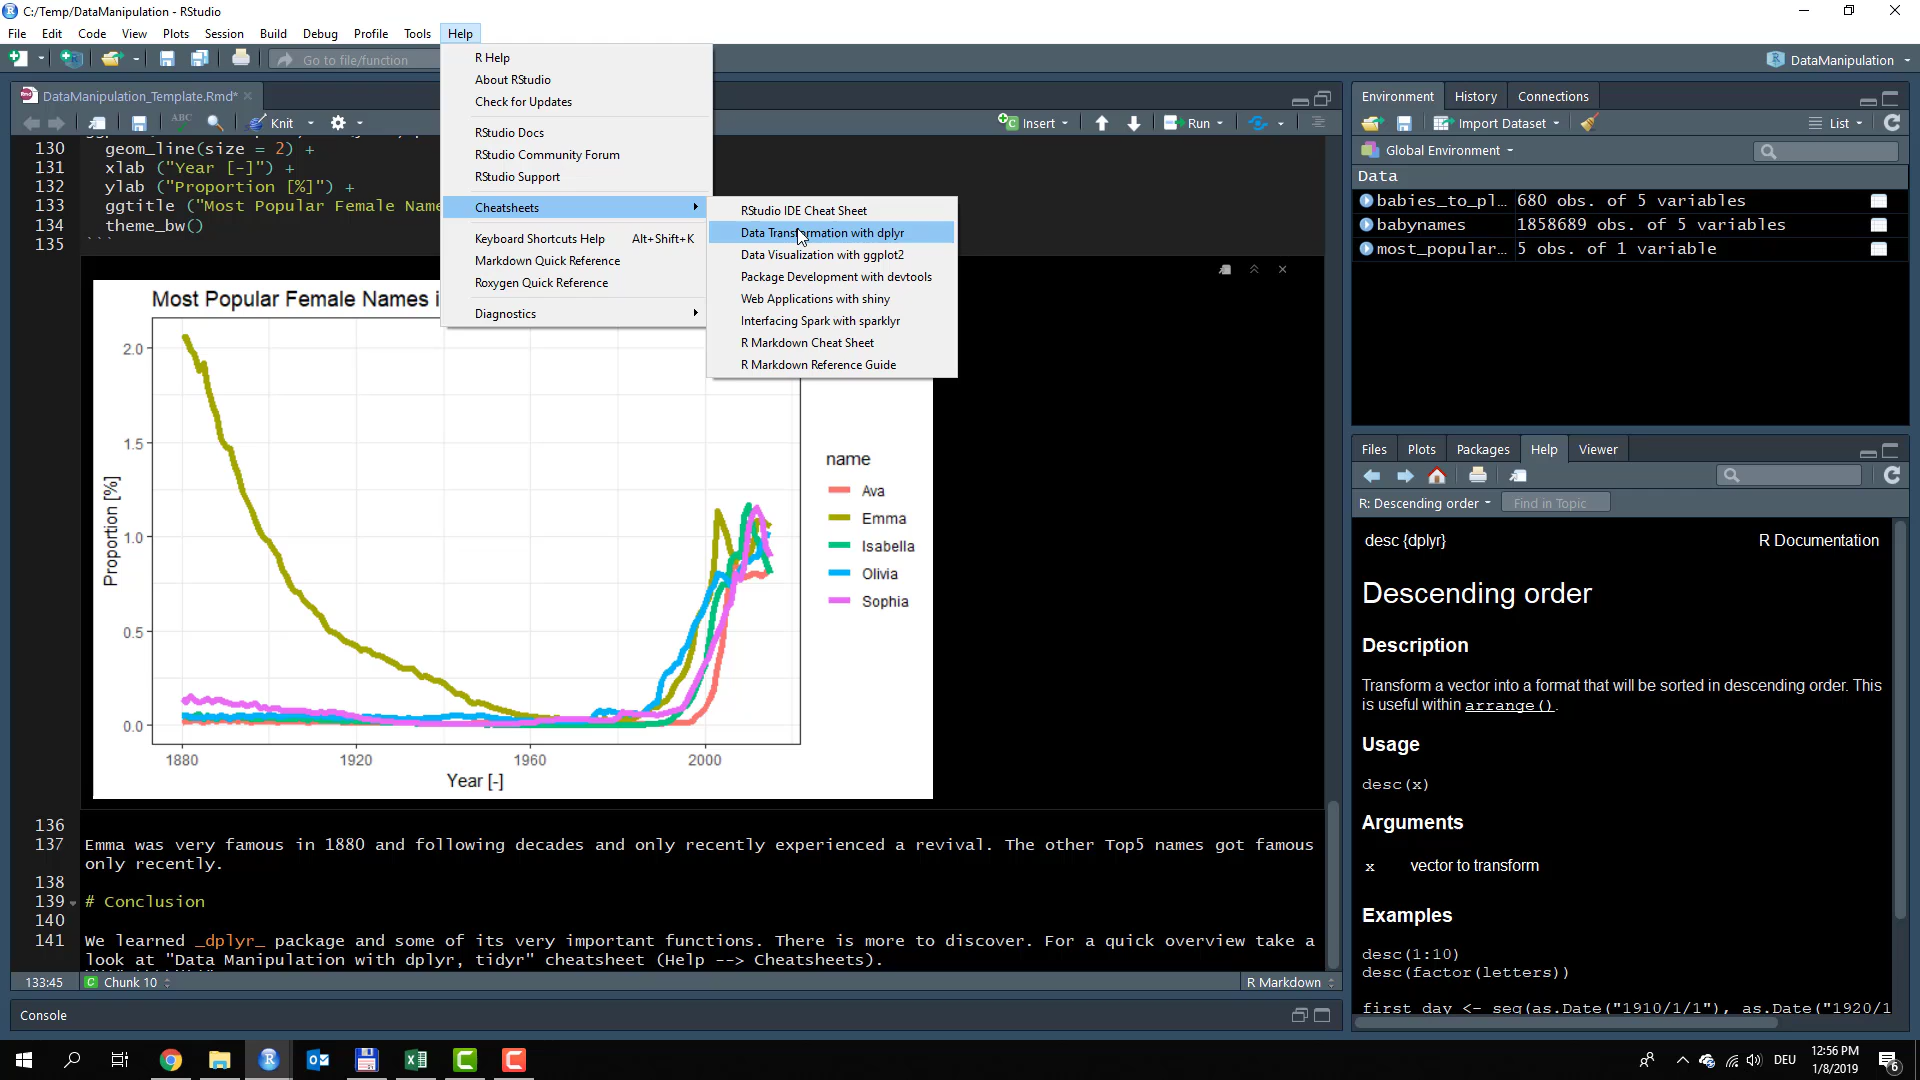 C:/Temp/DataManipulation - RStudio
File Edit Code View Plots Session Build Debug Profile Tools Help
Go to file/function
DataManipulation
DataManipulation_Template.Rmd*
ABC Knit Insert Run
130 geom_line(size = 2) +
131 xlab ("Year [-]") +
132 ylab ("Proportion [%]") +
133 ggtitle ("Most Popular Female Name
134 theme_bw()
135 ```
R Help
About RStudio
Check for Updates
RStudio Docs
RStudio Community Forum
RStudio Support
Cheatsheets
Keyboard Shortcuts Help Alt+Shift+K
Markdown Quick Reference
Roxygen Quick Reference
Diagnostics
RStudio IDE Cheat Sheet
Data Transformation with dplyr
Data Visualization with ggplot2
Package Development with devtools
Web Applications with shiny
Interfacing Spark with sparklyr
R Markdown Cheat Sheet
R Markdown Reference Guide
Most Popular Female Names i
2.0
1.5
1.0
0.5
0.0
Proportion [%]
1880 1920 1960 2000
Year [-]
name
Ava
Emma
Isabella
Olivia
Sophia
136
137 Emma was very famous in 1880 and following decades and only recently experienced a revival. The other Top5 names got famous
only recently.
138
139 # Conclusion
140
141 We learned _dplyr_ package and some of its very important functions. There is more to discover. For a quick overview take a
look at "Data Manipulation with dplyr, tidyr" cheatsheet (Help --> Cheatsheets).
133:45 C Chunk 10 R Markdown
Console
Environment History Connections
Import Dataset List
Global Environment
Data
babies_to_pl… 680 obs. of 5 variables
babynames 1858689 obs. of 5 variables
most_popular… 5 obs. of 1 variable
Files Plots Packages Help Viewer
R: Descending order Find in Topic
desc {dplyr} R Documentation
Descending order
Description
Transform a vector into a format that will be sorted in descending order. This
is useful within arrange().
Usage
desc(x)
Arguments
x vector to transform
Examples
desc(1:10)
desc(factor(letters))
first_day <- seq(as.Date("1910/1/1"), as.Date("1920/1
DEU
12:56 PM
1/8/2019
6